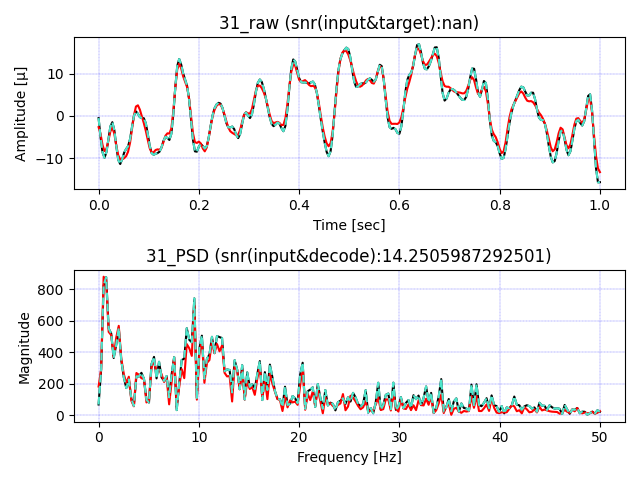 31_raw (snr(input&target):nan)
10
0
−10
Amplitude [μ]
0.0 0.2 0.4 0.6 0.8 1.0
Time [sec]
31_PSD (snr(input&decode):14.2505987292501)
800
600
400
200
0
Magnitude
0 10 20 30 40 50
Frequency [Hz]